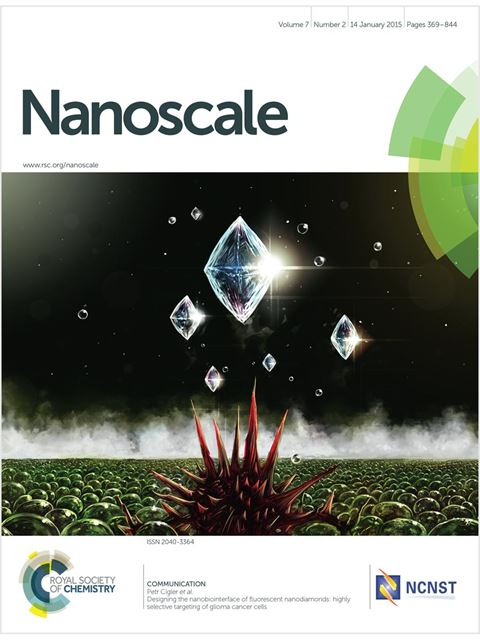 Volume 7 | Number 2 | 14 January 2015 | Pages 369–844
Nanoscale
www.rsc.org/nanoscale
ISSN 2040-3364
ROYAL SOCIETY
OF CHEMISTRY
COMMUNICATION
Petr Cigler et al.
Designing the nanobiointerface of fluorescent nanodiamonds: highly
selective targeting of glioma cancer cells
NCNST